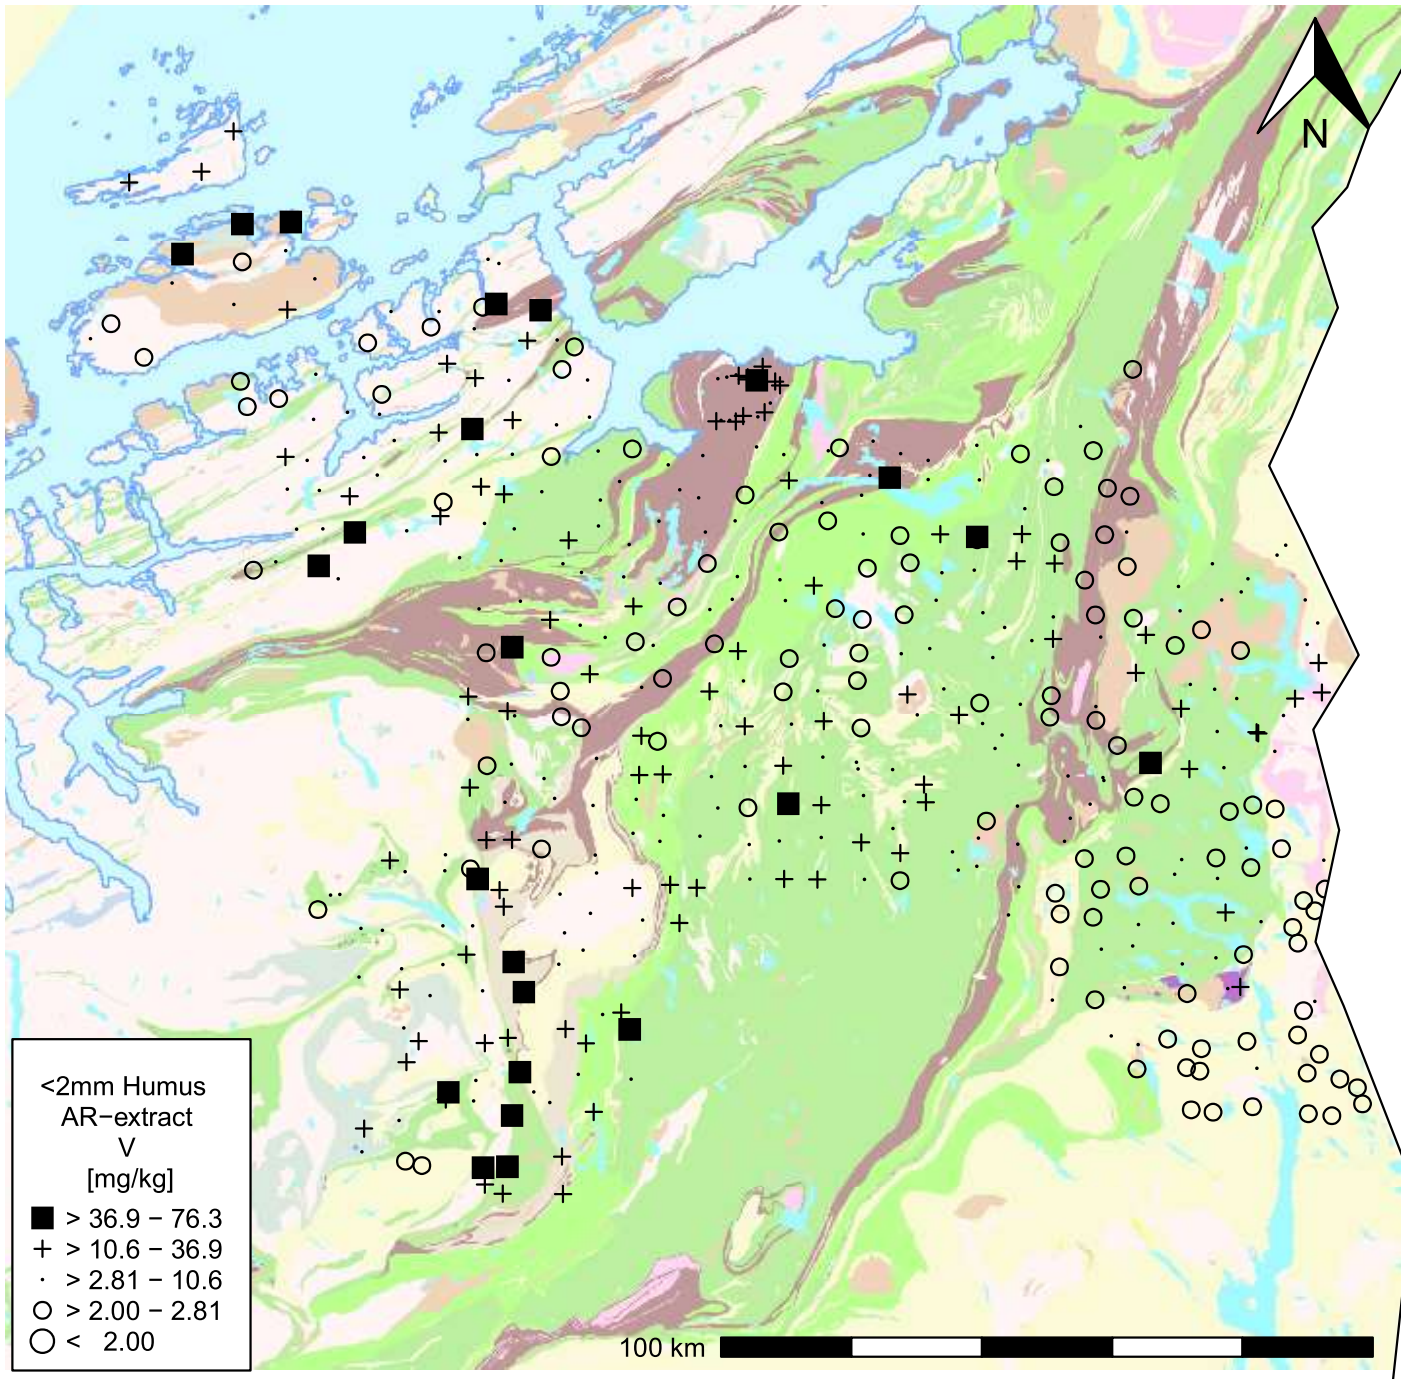 N
<2mm Humus
AR−extract
V
[mg/kg]
> 36.9 − 76.3
> 10.6 − 36.9
> 2.81 − 10.6
> 2.00 − 2.81
< 2.00
100 km